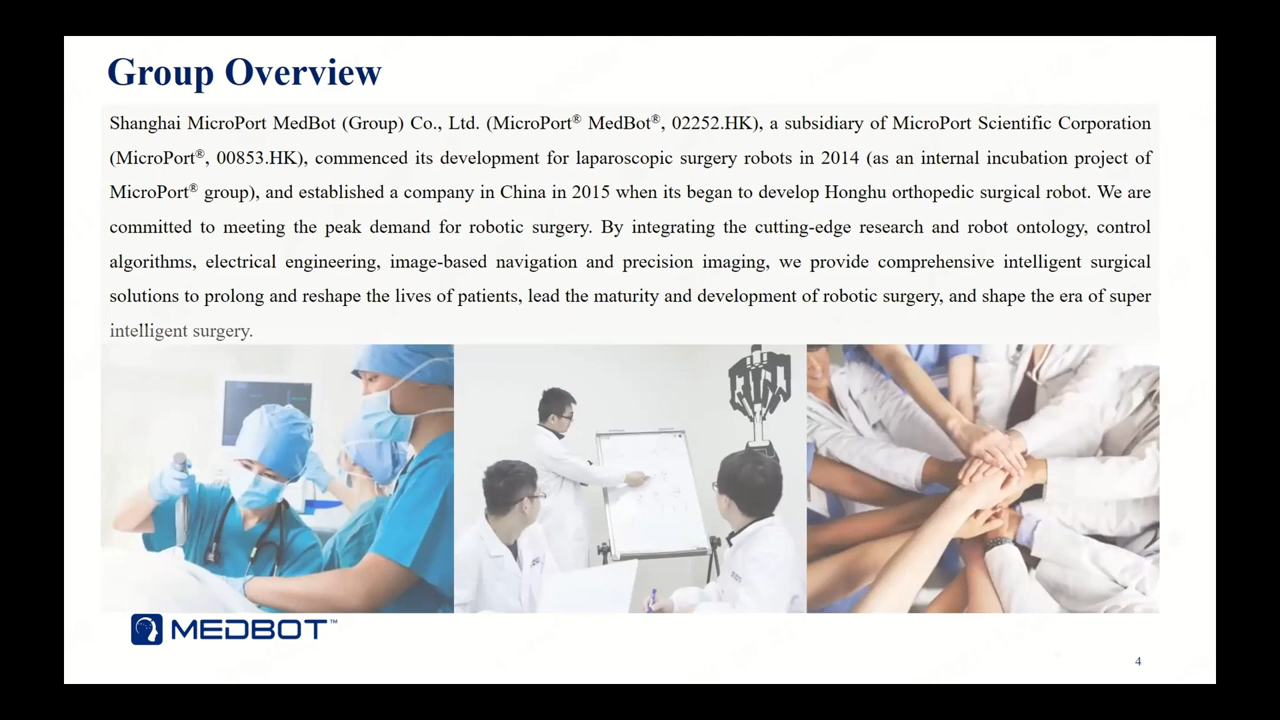 Group Overview
Shanghai MicroPort MedBot (Group) Co., Ltd. (MicroPort® MedBot®, 02252.HK), a subsidiary of MicroPort Scientific Corporation
(MicroPort®, 00853.HK), commenced its development for laparoscopic surgery robots in 2014 (as an internal incubation project of
MicroPort® group), and established a company in China in 2015 when its began to develop Honghu orthopedic surgical robot. We are
committed to meeting the peak demand for robotic surgery. By integrating the cutting-edge research and robot ontology, control
algorithms, electrical engineering, image-based navigation and precision imaging, we provide comprehensive intelligent surgical
solutions to prolong and reshape the lives of patients, lead the maturity and development of robotic surgery, and shape the era of super
intelligent surgery.
MEDBOT™
4